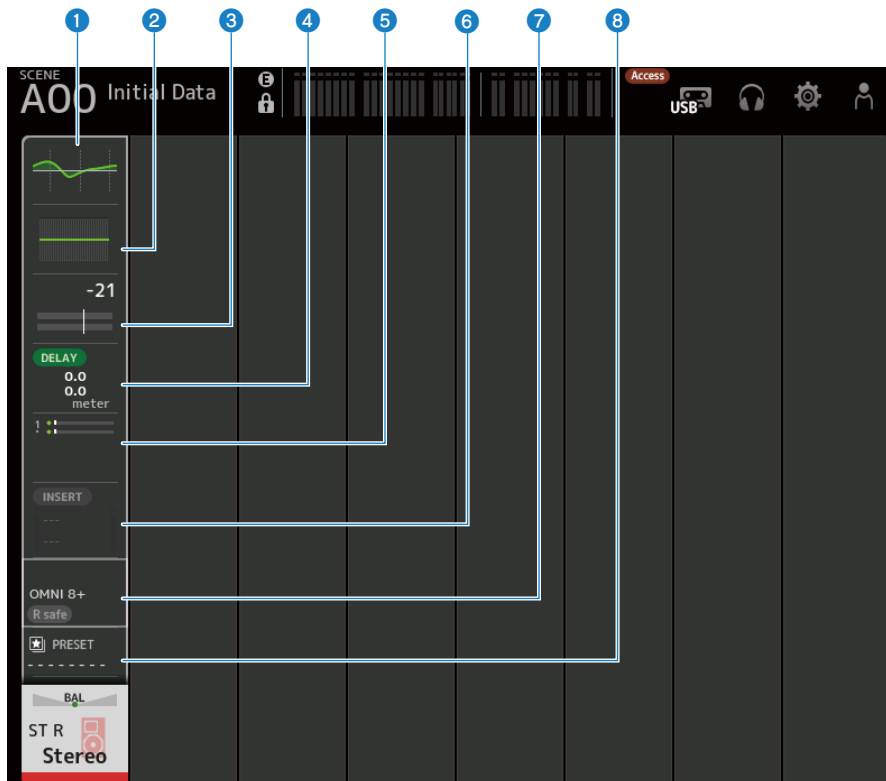 1 2 3 4 5 6 7 8
SCENE
A00 Initial Data
E
Access
USB
-21
DELAY
0.0
0.0
meter
1
INSERT
---
---
OMNI 8+
R safe
PRESET
--------
BAL
ST R
Stereo